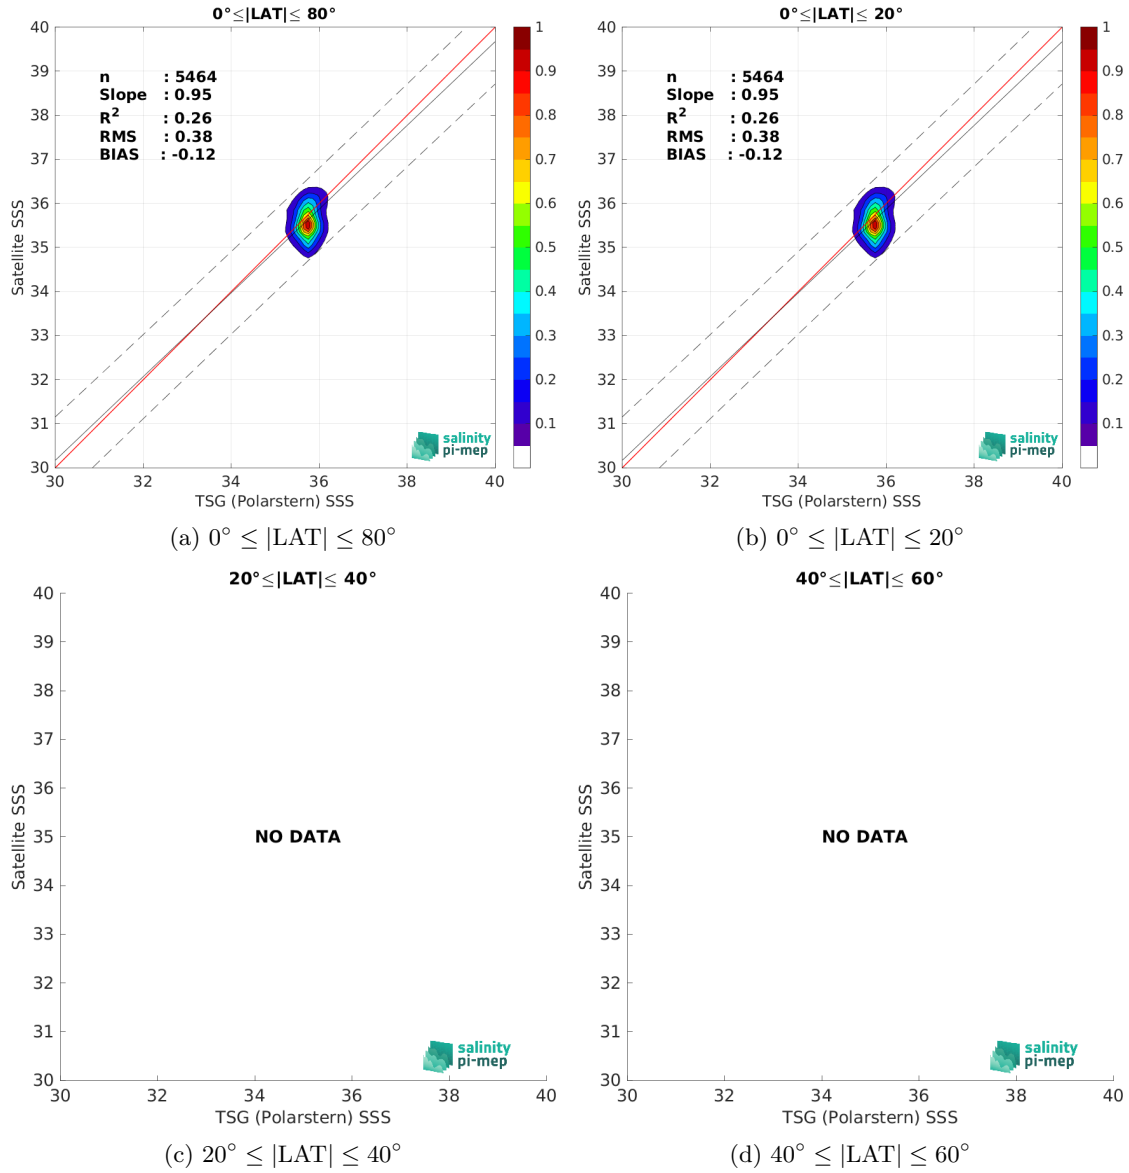 0°≤|LAT|≤ 80°
40
39
38
37
36
35
34
33
32
31
30
Satellite SSS
n : 5464
Slope : 0.95
R² : 0.26
RMS : 0.38
BIAS : -0.12
salinity
pi-mep
30 32 34 36 38 40
TSG (Polarstern) SSS
1
0.9
0.8
0.7
0.6
0.5
0.4
0.3
0.2
0.1
(a) 0° ≤ |LAT| ≤ 80°
0°≤|LAT|≤ 20°
40
39
38
37
36
35
34
33
32
31
30
Satellite SSS
n : 5464
Slope : 0.95
R² : 0.26
RMS : 0.38
BIAS : -0.12
salinity
pi-mep
30 32 34 36 38 40
TSG (Polarstern) SSS
1
0.9
0.8
0.7
0.6
0.5
0.4
0.3
0.2
0.1
(b) 0° ≤ |LAT| ≤ 20°
20°≤|LAT|≤ 40°
40
39
38
37
36
35
34
33
32
31
30
Satellite SSS
NO DATA
salinity
pi-mep
30 32 34 36 38 40
TSG (Polarstern) SSS
(c) 20° ≤ |LAT| ≤ 40°
40°≤|LAT|≤ 60°
40
39
38
37
36
35
34
33
32
31
30
Satellite SSS
NO DATA
salinity
pi-mep
30 32 34 36 38 40
TSG (Polarstern) SSS
(d) 40° ≤ |LAT| ≤ 60°